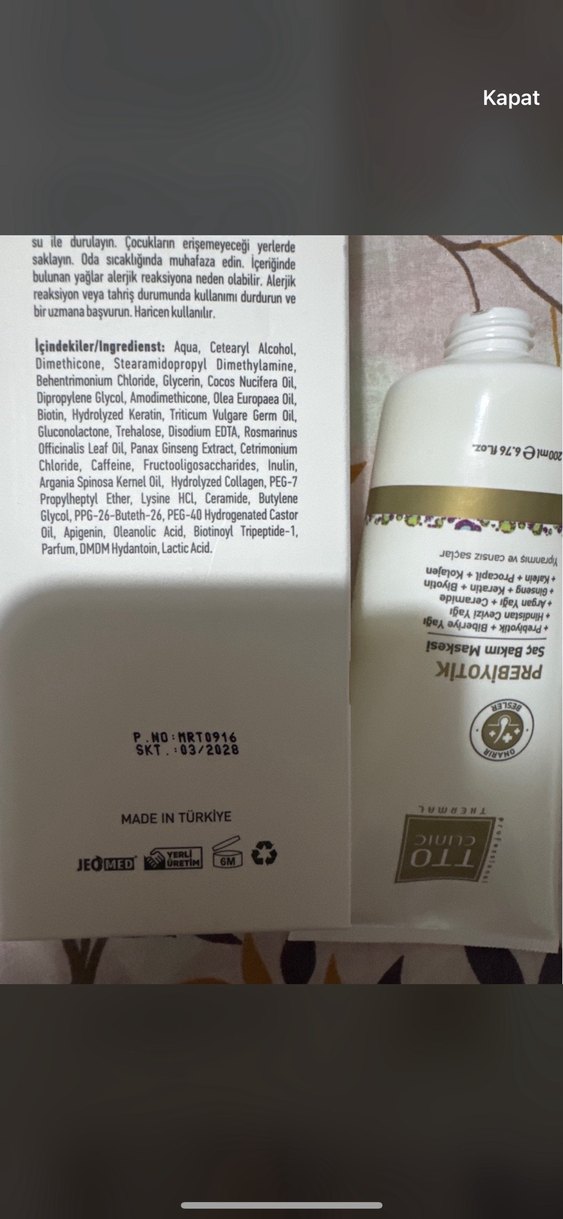 Kapat
su ile durulayın. Çocukların erişemeyeceği yerlerde
saklayın. Oda sıcaklığında muhafaza edin. İçeriğinde
bulunan yağlar alerjik reaksiyona neden olabilir. Alerjik
reaksiyon veya tahriş durumunda kullanımı durdurun ve
bir uzmana başvurun. Haricen kullanılır.
İçindekiler/Ingredienst: Aqua, Cetearyl Alcohol,
Dimethicone, Stearamidopropyl Dimethylamine,
Behentrimonium Chloride, Glycerin, Cocos Nucifera Oil,
Dipropylene Glycol, Amodimethicone, Olea Europaea Oil,
Biotin, Hydrolyzed Keratin, Triticum Vulgare Germ Oil,
Gluconolactone, Trehalose, Disodium EDTA, Rosmarinus
Officinalis Leaf Oil, Panax Ginseng Extract, Cetrimonium
Chloride, Caffeine, Fructooligosaccharides, Inulin,
Argania Spinosa Kernel Oil, Hydrolyzed Collagen, PEG-7
Propylheptyl Ether, Lysine HCl, Ceramide, Butylene
Glycol, PPG-26-Buteth-26, PEG-40 Hydrogenated Castor
Oil, Apigenin, Oleanolic Acid, Biotinoyl Tripeptide-1,
Parfum, DMDM Hydantoin, Lactic Acid.
P.NO:MRT0916
SKT.:03/2028
MADE IN TÜRKİYE
JEOMED
YERLİ
ÜRETİM
6M
professional
TTO
CLINIC
THERMAL
ONARIR
BESLER
PREBİYOTİK
Saç Bakım Maskesi
+ Prebiyotik + Biberiye Yağı
+ Hindistan Cevizi Yağı
+ Argan Yağı + Ceramide
+ Ginseng + Keratin + Biyotin
+ Kafein + Procapil + Kolajen
Yıpranmış ve cansız saçlar
200ml ℮ 6.76 fl.oz.